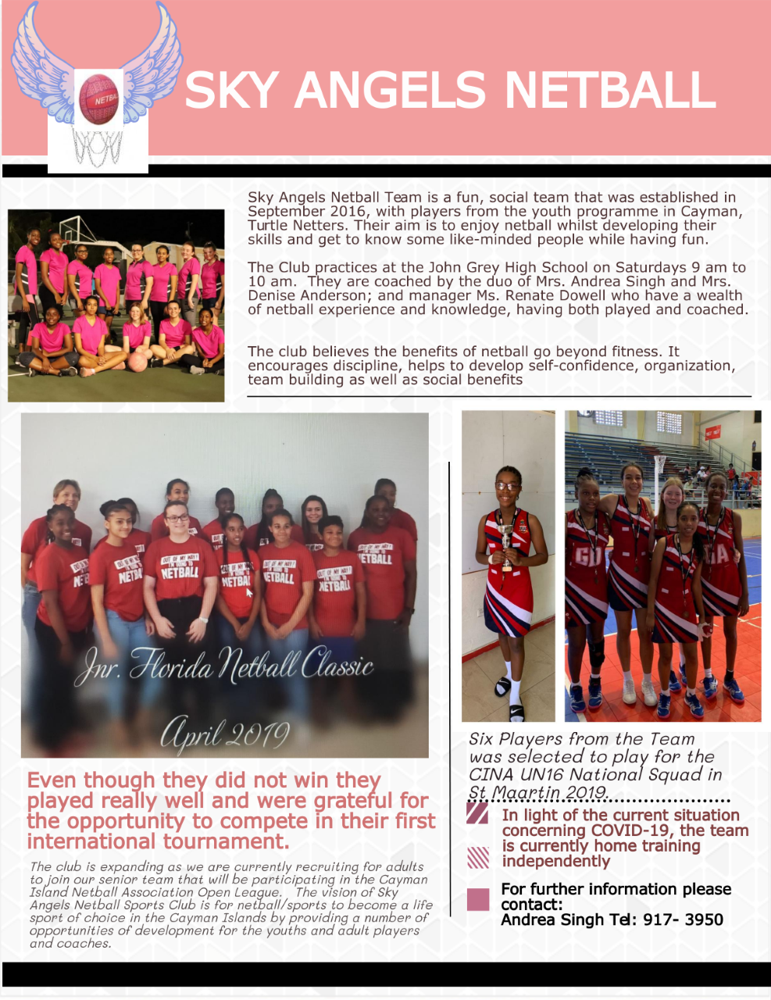 NETBAL
SKY ANGELS NETBALL
Sky Angels Netball Team is a fun, social team that was established in
September 2016, with players from the youth programme in Cayman,
Turtle Netters. Their aim is to enjoy netball whilst developing their
skills and get to know some like-minded people while having fun.
The Club practices at the John Grey High School on Saturdays 9 am to
10 am. They are coached by the duo of Mrs. Andrea Singh and Mrs.
Denise Anderson; and manager Ms. Renate Dowell who have a wealth
of netball experience and knowledge, having both played and coached.
The club believes the benefits of netball go beyond fitness. It
encourages discipline, helps to develop self-confidence, organization,
team building as well as social benefits
OUT OF MY WAY!
I'M GOING TO
NETBALL
GD
GA
Jnr. Florida Netball Classic
April 2019
Even though they did not win they
played really well and were grateful for
the opportunity to compete in their first
international tournament.
The club is expanding as we are currently recruiting for adults
to join our senior team that will be participating in the Cayman
Island Netball Association Open League. The vision of Sky
Angels Netball Sports Club is for netball/sports to become a life
sport of choice in the Cayman Islands by providing a number of
opportunities of development for the youths and adult players
and coaches.
Six Players from the Team
was selected to play for the
CINA UN16 National Squad in
St Maartin 2019.
In light of the current situation
concerning COVID-19, the team
is currently home training
independently
For further information please
contact:
Andrea Singh Tel: 917- 3950